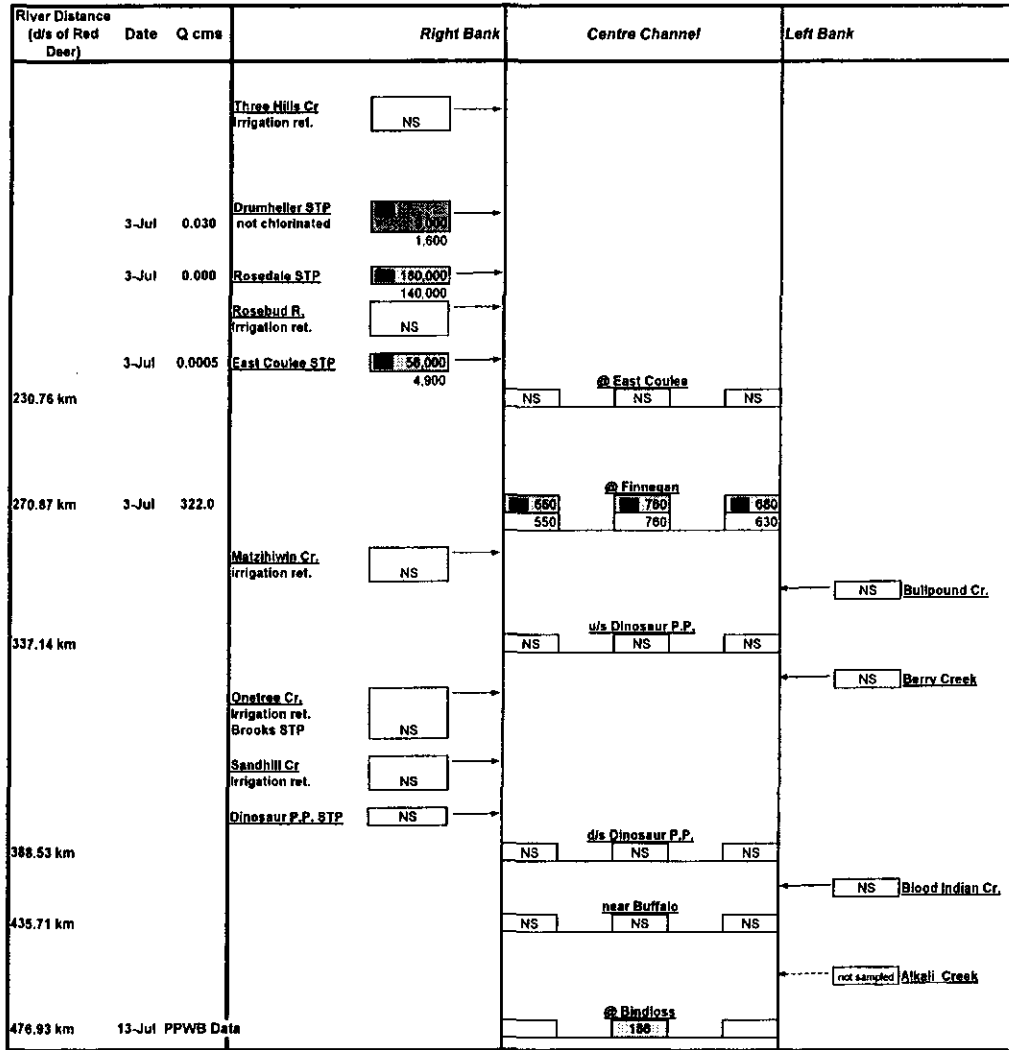 River Distance (d/s of Red Deer) Date Q cms Right Bank Centre Channel Left Bank
Three Hills Cr
Irrigation ret. NS
Drumheller STP
3-Jul 0.030 not chlorinated
1,600
3-Jul 0.000 Rosedale STP 180,000
140,000
Rosebud R.
Irrigation ret. NS
3-Jul 0.0005 East Coulee STP 56,000
4,900
@ East Coulee
230.76 km NS NS NS
@ Finnegan
270.87 km 3-Jul 322.0 760
550 760 630
Matzihiwin Cr.
irrigation ret. NS
NS Bullpound Cr.
u/s Dinosaur P.P.
337.14 km NS NS NS
NS Berry Creek
Onetree Cr.
Irrigation ret.
Brooks STP NS
Sandhill Cr
Irrigation ret. NS
Dinosaur P.P. STP NS
d/s Dinosaur P.P.
388.53 km NS NS NS
NS Blood Indian Cr.
near Buffalo
435.71 km NS NS NS
not sampled Alkali Creek
@ Bindloss
476.93 km 13-Jul PPWB Data